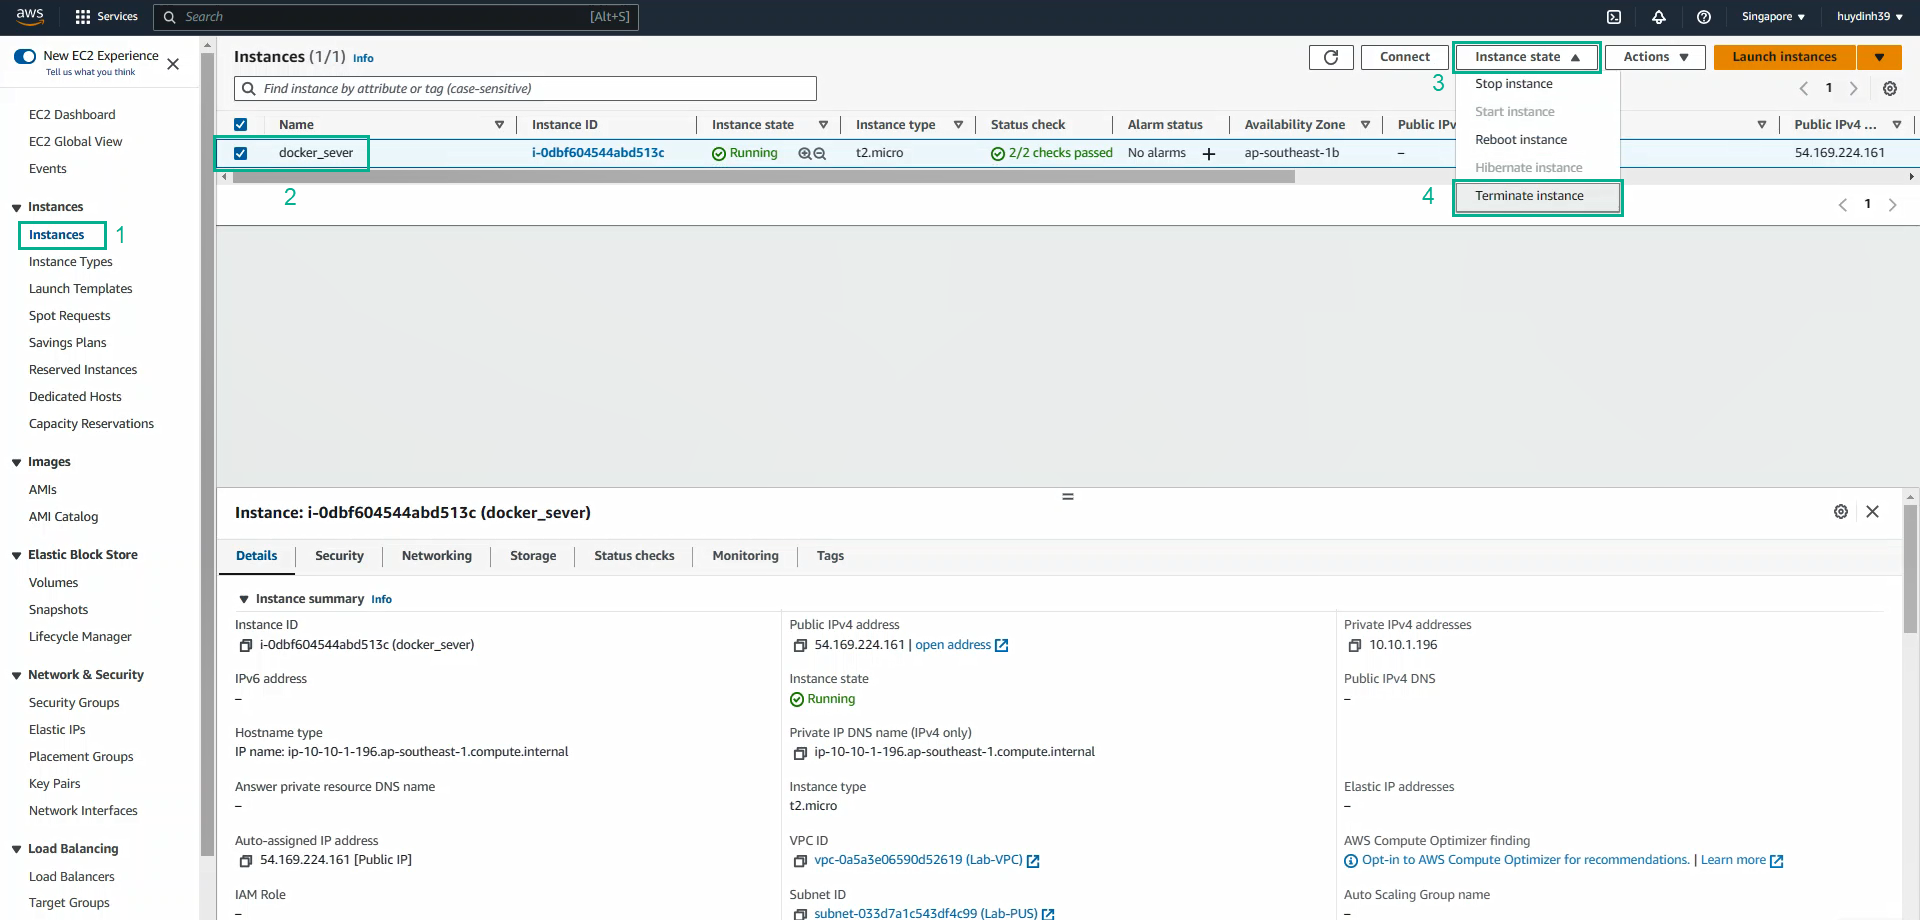 aws Services Search [Alt+S] Singapore huydinh39
New EC2 Experience
Tell us what you think
EC2 Dashboard
EC2 Global View
Events
Instances
Instances 1
Instance Types
Launch Templates
Spot Requests
Savings Plans
Reserved Instances
Dedicated Hosts
Capacity Reservations
Images
AMIs
AMI Catalog
Elastic Block Store
Volumes
Snapshots
Lifecycle Manager
Network & Security
Security Groups
Elastic IPs
Placement Groups
Key Pairs
Network Interfaces
Load Balancing
Load Balancers
Target Groups
Instances (1/1) Info
Connect Instance state Actions Launch instances
Find instance by attribute or tag (case-sensitive)
3 Stop instance 1
Start instance
Reboot instance
Hibernate instance
4 Terminate instance
1
Name Instance ID Instance state Instance type Status check Alarm status Availability Zone Public IPv Public IPv4 ...
docker_sever i-0dbf604544abd513c Running t2.micro 2/2 checks passed No alarms + ap-southeast-1b – 54.169.224.161
2
Instance: i-0dbf604544abd513c (docker_sever)
Details Security Networking Storage Status checks Monitoring Tags
Instance summary Info
Instance ID
i-0dbf604544abd513c (docker_sever)
Public IPv4 address
54.169.224.161 | open address
Private IPv4 addresses
10.10.1.196
IPv6 address
–
Instance state
Running
Public IPv4 DNS
–
Hostname type
IP name: ip-10-10-1-196.ap-southeast-1.compute.internal
Private IP DNS name (IPv4 only)
ip-10-10-1-196.ap-southeast-1.compute.internal
Answer private resource DNS name
–
Instance type
t2.micro
Elastic IP addresses
–
Auto-assigned IP address
54.169.224.161 [Public IP]
VPC ID
vpc-0a5a3e06590d52619 (Lab-VPC)
AWS Compute Optimizer finding
Opt-in to AWS Compute Optimizer for recommendations. | Learn more
IAM Role
–
Subnet ID
subnet-033d7a1c543df4c99 (Lab-PUS)
Auto Scaling Group name
–